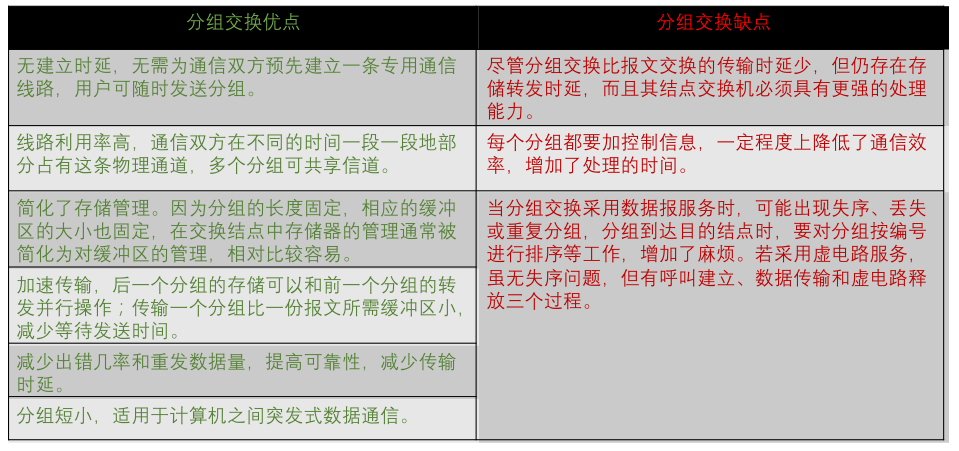 分组交换优点
分组交换缺点
无建立时延，无需为通信双方预先建立一条专用通信
线路，用户可随时发送分组。
尽管分组交换比报文交换的传输时延少，但仍存在存
储转发时延，而且其结点交换机必须具有更强的处理
能力。
线路利用率高，通信双方在不同的时间一段一段地部
分占有这条物理通道，多个分组可共享信道。
每个分组都要加控制信息，一定程度上降低了通信效
率，增加了处理的时间。
简化了存储管理。因为分组的长度固定，相应的缓冲
区的大小也固定，在交换结点中存储器的管理通常被
简化为对缓冲区的管理，相对比较容易。
当分组交换采用数据报服务时，可能出现失序、丢失
或重复分组，分组到达目的结点时，要对分组按编号
进行排序等工作，增加了麻烦。若采用虚电路服务，
虽无失序问题，但有呼叫建立、数据传输和虚电路释
放三个过程。
加速传输，后一个分组的存储可以和前一个分组的转
发并行操作；传输一个分组比一份报文所需缓冲区小，
减少等待发送时间。
减少出错几率和重发数据量，提高可靠性，减少传输
时延。
分组短小，适用于计算机之间突发式数据通信。